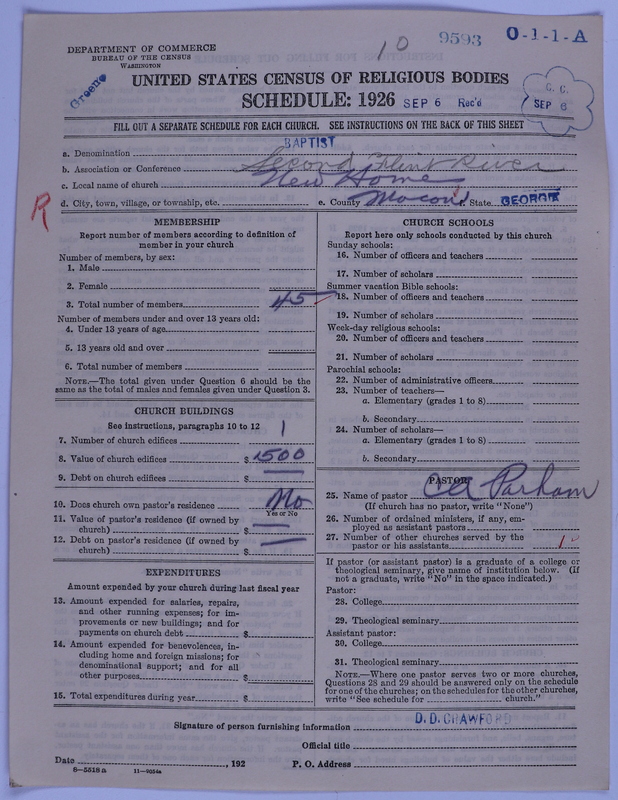 DEPARTMENT OF COMMERCE
BUREAU OF THE CENSUS
WASHINGTON
Greene
10
9593
O-1-1-A
UNITED STATES CENSUS OF RELIGIOUS BODIES
SCHEDULE: 1926
SEP 6 Rec'd
G. C.
SEP 6
FILL OUT A SEPARATE SCHEDULE FOR EACH CHURCH. SEE INSTRUCTIONS ON THE BACK OF THIS SHEET
a. Denomination BAPTIST
b. Association or Conference Second Flint River
c. Local name of church New Home
d. City, town, village, or township, etc. e. County Macon f. State GEORGIA
R
MEMBERSHIP
Report number of members according to definition of
member in your church
Number of members, by sex:
1. Male
2. Female
3. Total number of members 45
Number of members under and over 13 years old:
4. Under 13 years of age
5. 13 years old and over
6. Total number of members
NOTE.—The total given under Question 6 should be the
same as the total of males and females given under Question 3.
CHURCH BUILDINGS
See instructions, paragraphs 10 to 12
7. Number of church edifices 1
8. Value of church edifices $ 1500
9. Debt on church edifices $
10. Does church own pastor's residence No
Yes or No
11. Value of pastor's residence (if owned by
church) $
12. Debt on pastor's residence (if owned by
church) $
EXPENDITURES
Amount expended by your church during last fiscal year
13. Amount expended for salaries, repairs,
and other running expenses; for im-
provements or new buildings; and for
payments on church debt $
14. Amount expended for benevolences, in-
cluding home and foreign missions; for
denominational support; and for all
other purposes $
15. Total expenditures during year $
CHURCH SCHOOLS
Report here only schools conducted by this church
Sunday schools:
16. Number of officers and teachers
17. Number of scholars
Summer vacation Bible schools:
18. Number of officers and teachers
19. Number of scholars
Week-day religious schools:
20. Number of officers and teachers
21. Number of scholars
Parochial schools:
22. Number of administrative officers
23. Number of teachers—
a. Elementary (grades 1 to 8)
b. Secondary
24. Number of scholars—
a. Elementary (grades 1 to 8)
b. Secondary
PASTOR
25. Name of pastor CA Parham
(If church has no pastor, write "None")
26. Number of ordained ministers, if any, em-
ployed as assistant pastors
27. Number of other churches served by the
pastor or his assistants 1
If pastor (or assistant pastor) is a graduate of a college or
theological seminary, give name of institution below. (If
not a graduate, write "No" in the space indicated.)
Pastor:
28. College
29. Theological seminary
Assistant pastor:
30. College
31. Theological seminary
NOTE.—Where one pastor serves two or more churches,
Questions 28 and 29 should be answered only on the schedule
for one of the churches; on the schedules for the other churches,
write "See schedule for church."
Signature of person furnishing information D. D. CRAWFORD
Official title
Date , 192 P. O. Address
8—5518 a 11—9054a